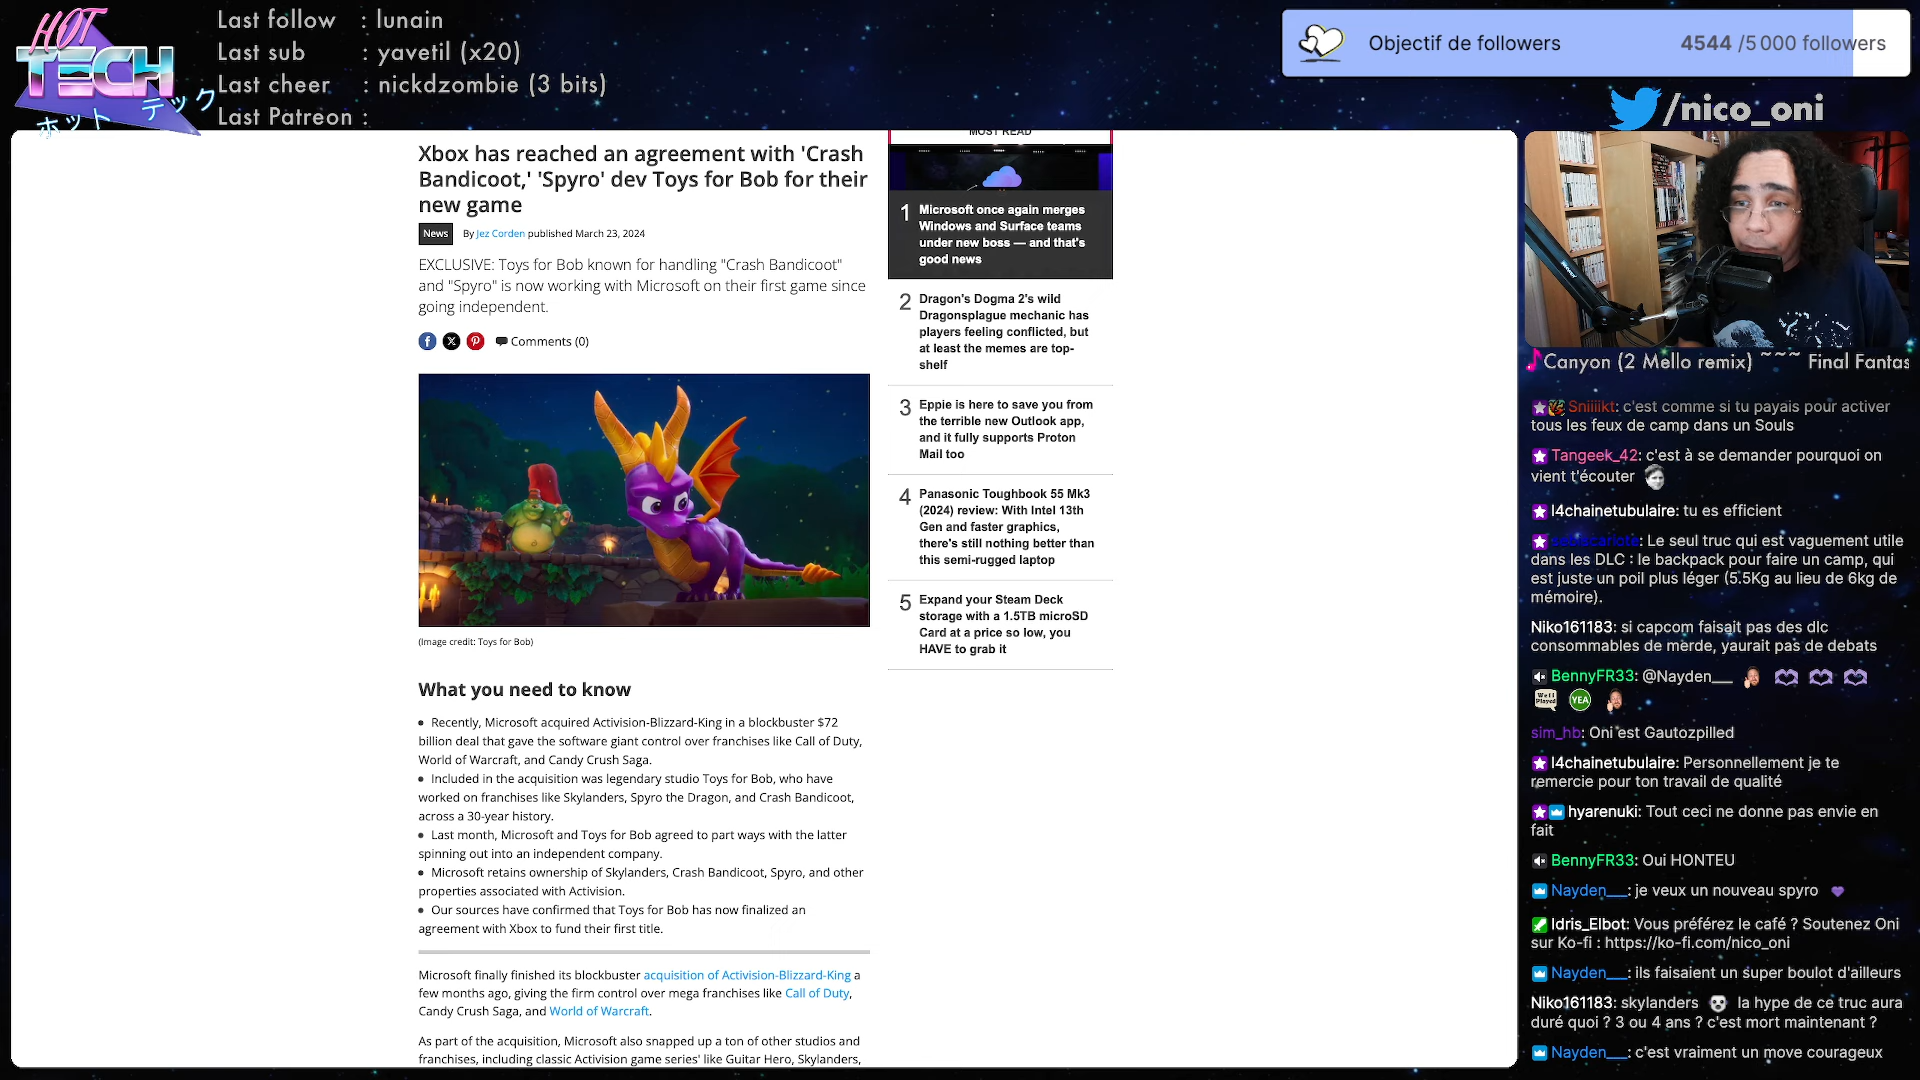 HOT
TECH
ホット テック
Last follow : lunain
Last sub : yavetil (x20)
Last cheer : nickdzombie (3 bits)
Last Patreon :
Objectif de followers 4544 /5 000 followers
/nico_oni
Xbox has reached an agreement with 'Crash
Bandicoot,' 'Spyro' dev Toys for Bob for their
new game
News By Jez Corden published March 23, 2024
EXCLUSIVE: Toys for Bob known for handling "Crash Bandicoot"
and "Spyro" is now working with Microsoft on their first game since
going independent.
Comments (0)
(Image credit: Toys for Bob)
What you need to know
• Recently, Microsoft acquired Activision-Blizzard-King in a blockbuster $72
billion deal that gave the software giant control over franchises like Call of Duty,
World of Warcraft, and Candy Crush Saga.
• Included in the acquisition was legendary studio Toys for Bob, who have
worked on franchises like Skylanders, Spyro the Dragon, and Crash Bandicoot,
across a 30-year history.
• Last month, Microsoft and Toys for Bob agreed to part ways with the latter
spinning out into an independent company.
• Microsoft retains ownership of Skylanders, Crash Bandicoot, Spyro, and other
properties associated with Activision.
• Our sources have confirmed that Toys for Bob has now finalized an
agreement with Xbox to fund their first title.
Microsoft finally finished its blockbuster acquisition of Activision-Blizzard-King a
few months ago, giving the firm control over mega franchises like Call of Duty,
Candy Crush Saga, and World of Warcraft.
As part of the acquisition, Microsoft also snapped up a ton of other studios and
franchises, including classic Activision game series' like Guitar Hero, Skylanders,
MOST READ
1 Microsoft once again merges
Windows and Surface teams
under new boss — and that's
good news
2 Dragon's Dogma 2's wild
Dragonsplague mechanic has
players feeling conflicted, but
at least the memes are top-
shelf
3 Eppie is here to save you from
the terrible new Outlook app,
and it fully supports Proton
Mail too
4 Panasonic Toughbook 55 Mk3
(2024) review: With Intel 13th
Gen and faster graphics,
there's still nothing better than
this semi-rugged laptop
5 Expand your Steam Deck
storage with a 1.5TB microSD
Card at a price so low, you
HAVE to grab it
Canyon (2 Mello remix) ~~~ Final Fantas
Sniiiikt: c'est comme si tu payais pour activer
tous les feux de camp dans un Souls
Tangeek_42: c'est à se demander pourquoi on
vient t'écouter
l4chainetubulaire: tu es efficient
: Le seul truc qui est vaguement utile
dans les DLC : le backpack pour faire un camp, qui
est juste un poil plus léger (5.5Kg au lieu de 6kg de
mémoire).
Niko161183: si capcom faisait pas des dlc
consommables de merde, yaurait pas de debats
BennyFR33: @Nayden___
Well Played YEA
sim_hb: Oni est Gautozpilled
l4chainetubulaire: Personnellement je te
remercie pour ton travail de qualité
hyarenuki: Tout ceci ne donne pas envie en
fait
BennyFR33: Oui HONTEU
Nayden___: je veux un nouveau spyro
Idris_Elbot: Vous préférez le café ? Soutenez Oni
sur Ko-fi : https://ko-fi.com/nico_oni
Nayden___: ils faisaient un super boulot d'ailleurs
Niko161183: skylanders la hype de ce truc aura
duré quoi ? 3 ou 4 ans ? c'est mort maintenant ?
Nayden___: c'est vraiment un move courageux